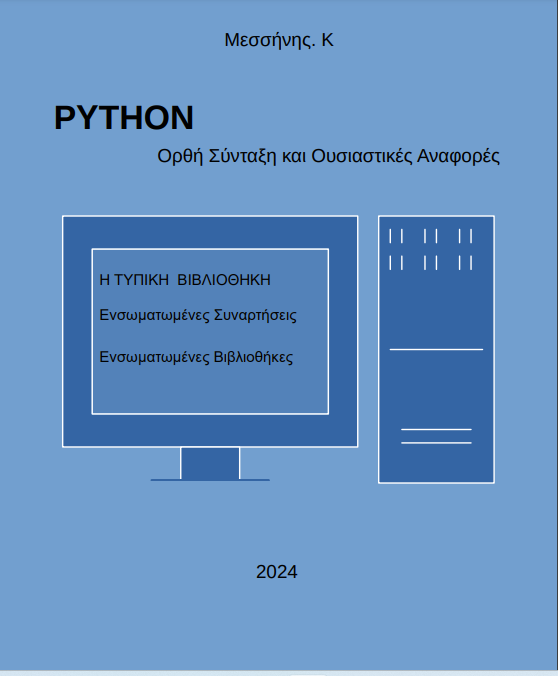 Μεσσήνης. Κ
PYTHON
Ορθή Σύνταξη και Ουσιαστικές Αναφορές
Η ΤΥΠΙΚΗ ΒΙΒΛΙΟΘΗΚΗ
Ενσωματωμένες Συναρτήσεις
Ενσωματωμένες Βιβλιοθήκες
2024